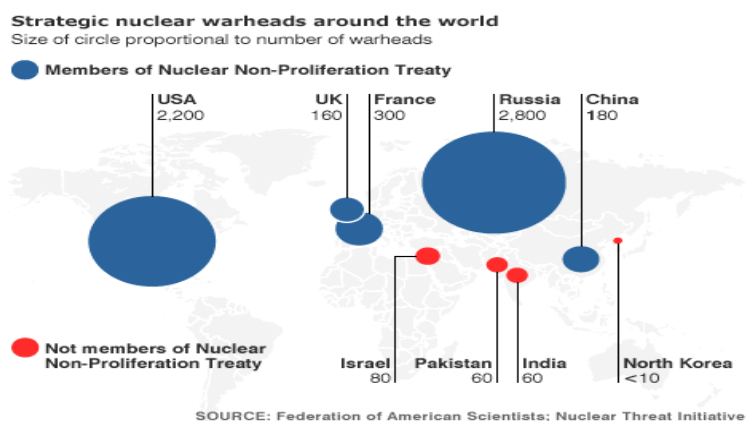 Strategic nuclear warheads around the world
Size of circle proportional to number of warheads
Members of Nuclear Non-Proliferation Treaty
USA
2,200
UK
160
France
300
Russia
2,800
China
180
Not members of Nuclear
Non-Proliferation Treaty
Israel
80
Pakistan
60
India
60
North Korea
<10
SOURCE: Federation of American Scientists; Nuclear Threat Initiative